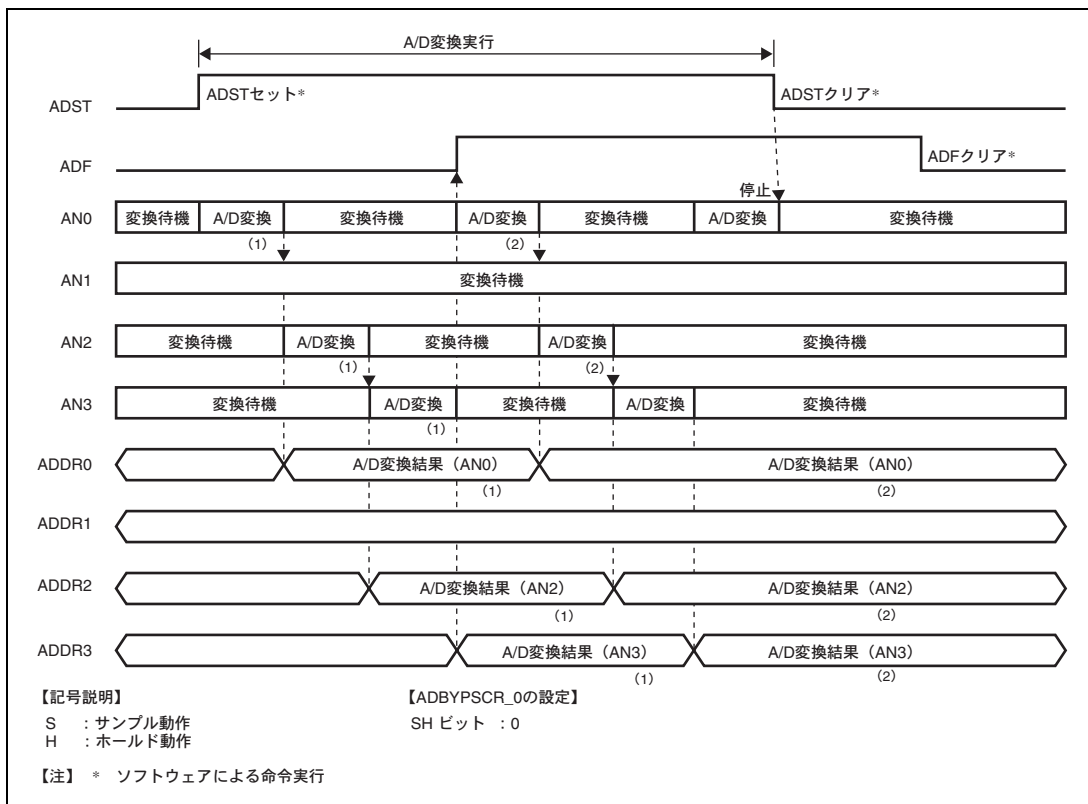 A/D変換実行
ADST ADSTセット* ADSTクリア*
ADF ADFクリア*
停止
AN0 変換待機 A/D変換 変換待機 A/D変換 変換待機 A/D変換 変換待機
(1) (2)
AN1 変換待機
AN2 変換待機 A/D変換 変換待機 A/D変換 変換待機
(1) (2)
AN3 変換待機 A/D変換 変換待機 A/D変換 変換待機
(1)
ADDR0 A/D変換結果（AN0） A/D変換結果（AN0）
(1) (2)
ADDR1
ADDR2 A/D変換結果（AN2） A/D変換結果（AN2）
(1) (2)
ADDR3 A/D変換結果（AN3） A/D変換結果（AN3）
(1) (2)
【記号説明】 【ADBYPSCR_0の設定】
S ：サンプル動作 SH ビット ：0
H ：ホールド動作
【注】 * ソフトウェアによる命令実行